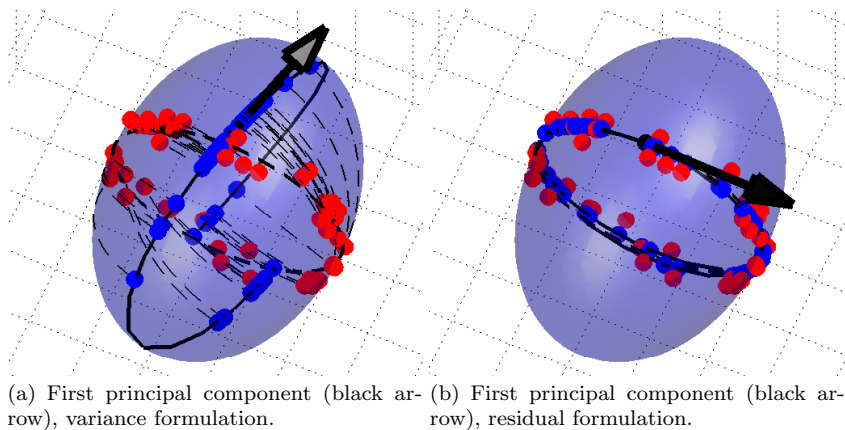 (a) First principal component (black ar-
row), variance formulation.
(b) First principal component (black ar-
row), residual formulation.